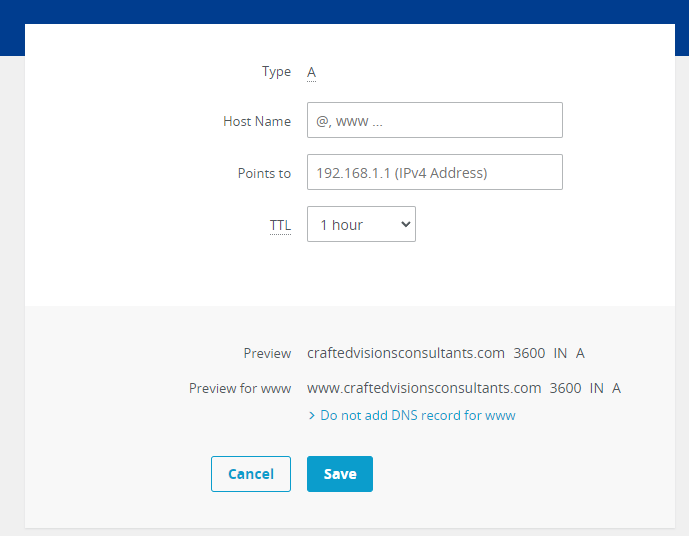 Type A
Host Name @, www ...
Points to 192.168.1.1 (IPv4 Address)
TTL 1 hour
Preview craftedvisionsconsultants.com 3600 IN A
Preview for www www.craftedvisionsconsultants.com 3600 IN A
> Do not add DNS record for www
Cancel Save